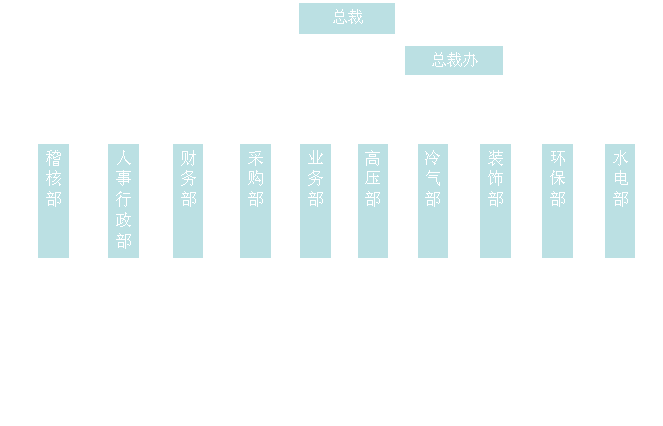 总裁
总裁办
稽核部
人事行政部
财务部
采购部
业务部
高压部
冷气部
装饰部
环保部
水电部